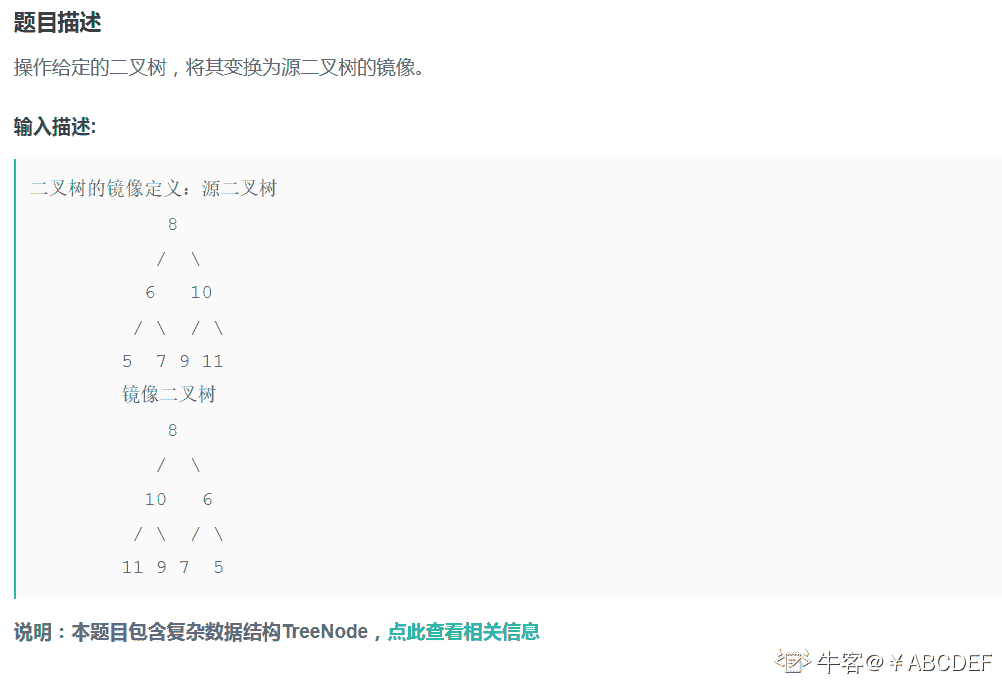 题目描述
操作给定的二叉树，将其变换为源二叉树的镜像。
输入描述:
二叉树的镜像定义：源二叉树
8
/ \
6 10
/ \ / \
5 7 9 11
镜像二叉树
8
/ \
10 6
/ \ / \
11 9 7 5
说明：本题目包含复杂数据结构TreeNode，点此查看相关信息
牛客@￥ABCDEF